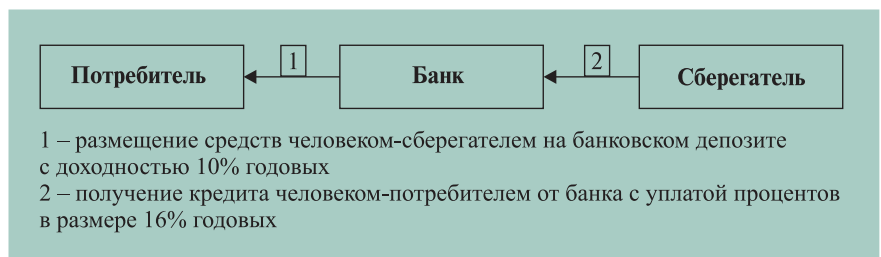 Потребитель 1 Банк 2 Сберегатель
1 – размещение средств человеком-сберегателем на банковском депозите
с доходностью 10% годовых
2 – получение кредита человеком-потребителем от банка с уплатой процентов
в размере 16% годовых